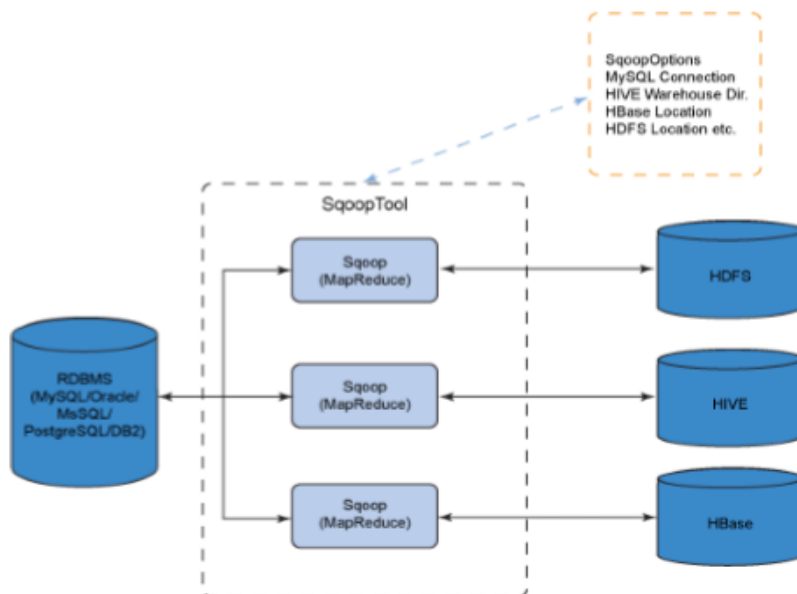 SqoopOptions
MySQL Connection
HIVE Warehouse Dir.
HBase Location
HDFS Location etc.
SqoopTool
Sqoop
(MapReduce)
HDFS
RDBMS
(MySQL/Oracle/
MsSQL/
PostgreSQL/DB2)
Sqoop
(MapReduce)
HIVE
Sqoop
(MapReduce)
HBase